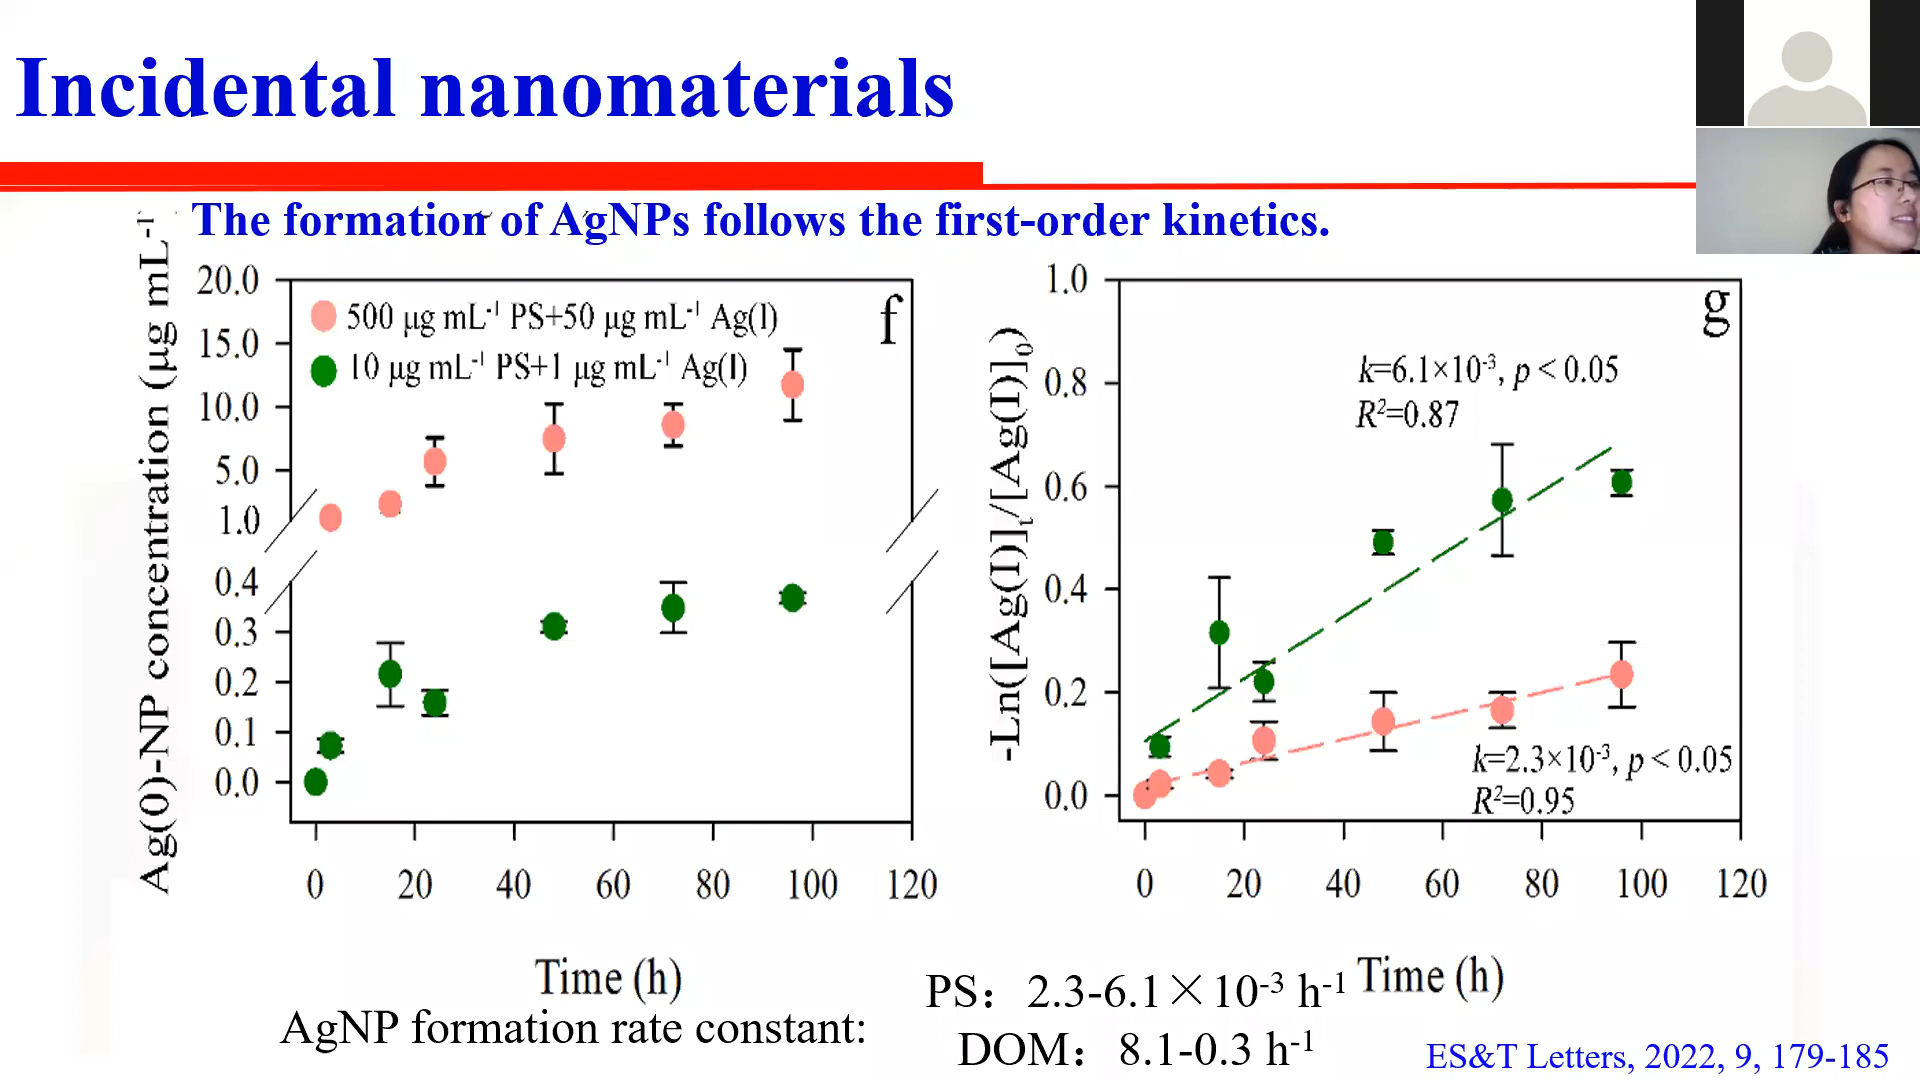 Incidental nanomaterials
The formation of AgNPs follows the first-order kinetics.
Ag(0)-NP concentration (μg mL⁻¹
20.0
15.0
10.0
5.0
1.0
0.4
0.3
0.2
0.1
0.0
500 μg mL⁻¹ PS+50 μg mL⁻¹ Ag(I)
10 μg mL⁻¹ PS+1 μg mL⁻¹ Ag(I)
f
0 20 40 60 80 100 120
Time (h)
-Ln([Ag(I)]ₜ/[Ag(I)]₀)
1.0
0.8
0.6
0.4
0.2
0.0
g
k=6.1×10⁻³, p < 0.05
R²=0.87
k=2.3×10⁻³, p < 0.05
R²=0.95
0 20 40 60 80 100 120
Time (h)
AgNP formation rate constant:
PS：2.3-6.1×10⁻³ h⁻¹
DOM：8.1-0.3 h⁻¹
ES&T Letters, 2022, 9, 179-185